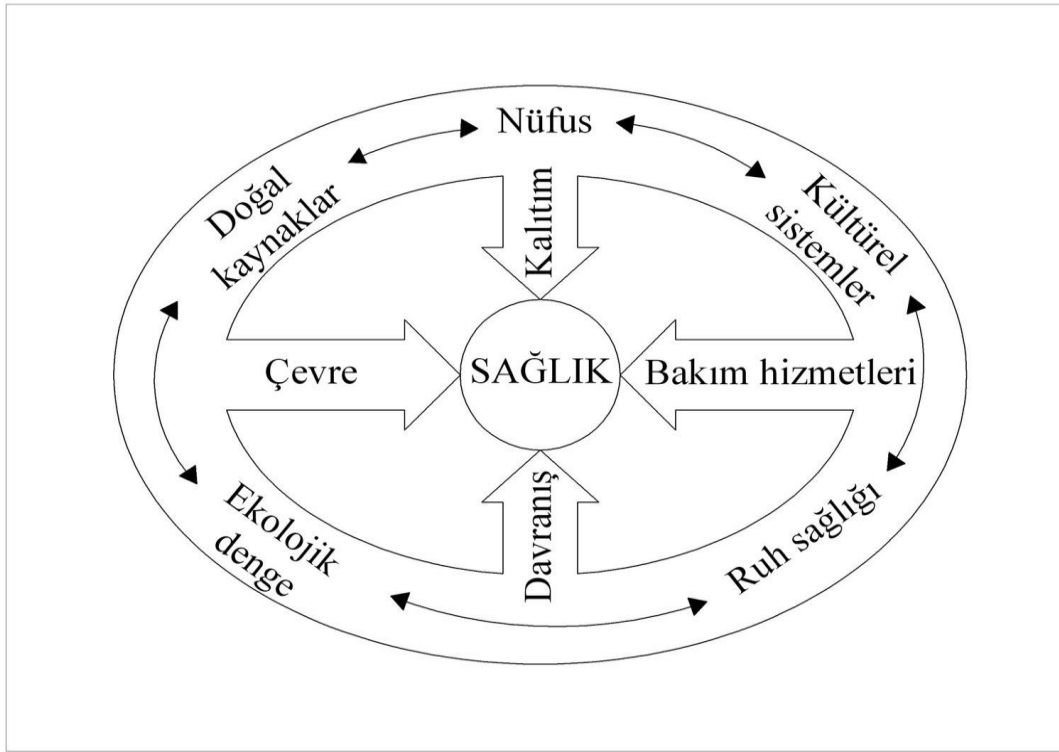 Nüfus
Doğal
kaynaklar
Kültürel
sistemler
Kalıtım
Çevre
SAĞLIK
Bakım hizmetleri
Davranış
Ekolojik
denge
Ruh sağlığı